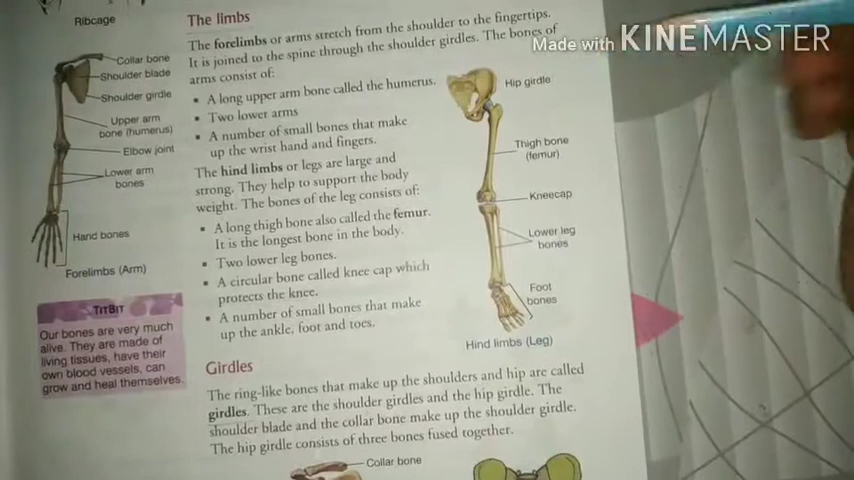 Ribcage
Collar bone
Shoulder blade
Shoulder girdle
Upper arm
bone (humerus)
Elbow joint
Lower arm
bones
Hand bones
Forelimbs (Arm)
TITBIT
Our bones are very much
alive. They are made of
living tissues, have their
own blood vessels, can
grow and heal themselves.
The limbs
The forelimbs or arms stretch from the shoulder to the fingertips.
It is joined to the spine through the shoulder girdles. The bones of
arms consist of:
• A long upper arm bone called the humerus.
• Two lower arms
• A number of small bones that make
up the wrist hand and fingers.
The hind limbs or legs are large and
strong. They help to support the body
weight. The bones of the leg consists of:
• A long thigh bone also called the femur.
It is the longest bone in the body.
• Two lower leg bones.
• A circular bone called knee cap which
protects the knee.
• A number of small bones that make
up the ankle, foot and toes.
Hip girdle
Thigh bone
(femur)
Kneecap
Lower leg
bones
Foot
bones
Hind limbs (Leg)
Girdles
The ring-like bones that make up the shoulders and hip are called
girdles. These are the shoulder girdles and the hip girdle. The
shoulder blade and the collar bone make up the shoulder girdle.
The hip girdle consists of three bones fused together.
Collar bone
Made with KINEMASTER